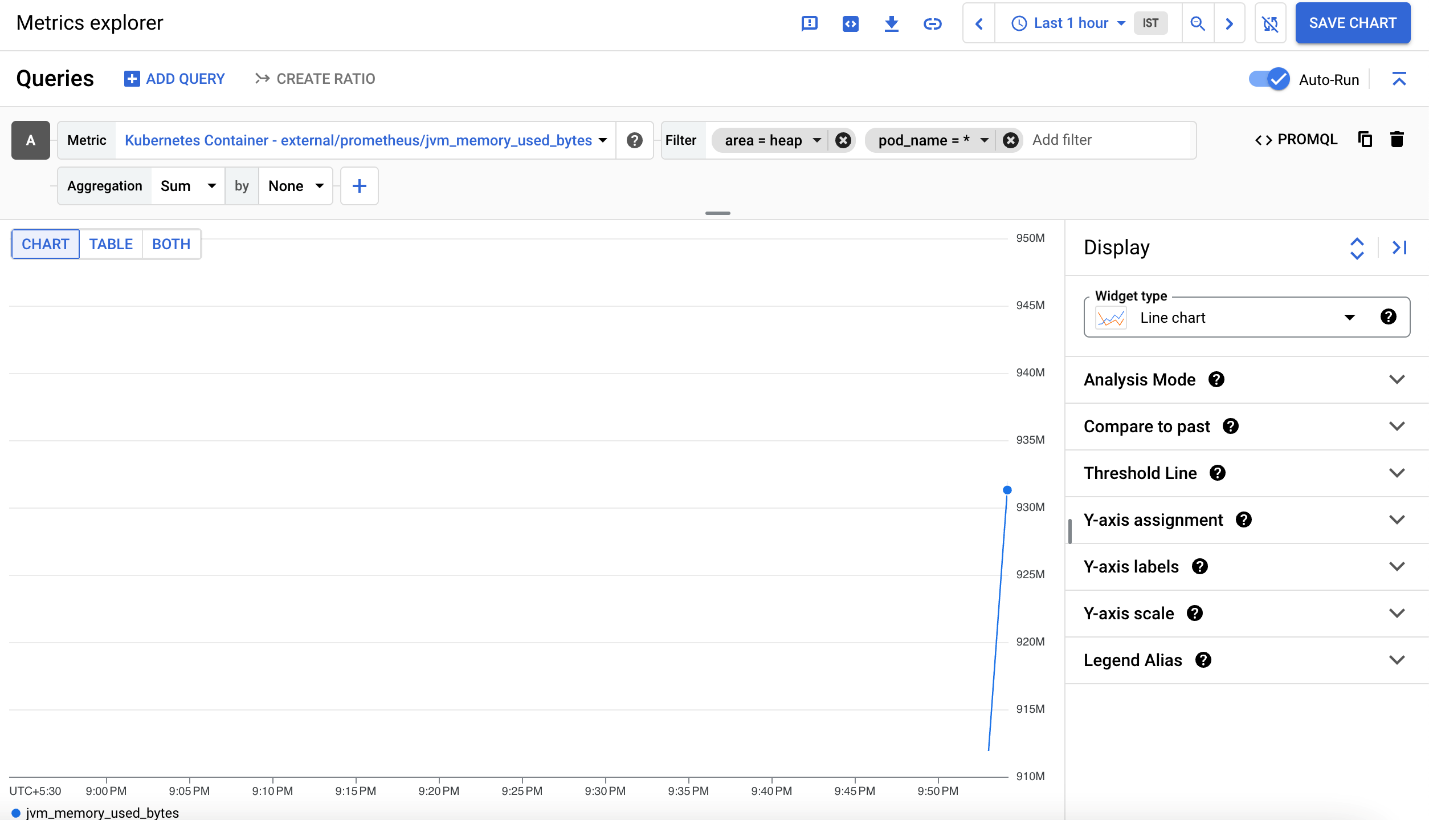 Metrics explorer
Last 1 hour IST
SAVE CHART
Queries
ADD QUERY
CREATE RATIO
Auto-Run
A
Metric
Kubernetes Container - external/prometheus/jvm_memory_used_bytes
Filter
area = heap
pod_name = *
Add filter
<> PROMQL
Aggregation
Sum
by
None
CHART
TABLE
BOTH
950M
945M
940M
935M
930M
925M
920M
915M
910M
UTC+5:30
9:00 PM
9:05 PM
9:10 PM
9:15 PM
9:20 PM
9:25 PM
9:30 PM
9:35 PM
9:40 PM
9:45 PM
9:50 PM
jvm_memory_used_bytes
Display
Widget type
Line chart
Analysis Mode
Compare to past
Threshold Line
Y-axis assignment
Y-axis labels
Y-axis scale
Legend Alias